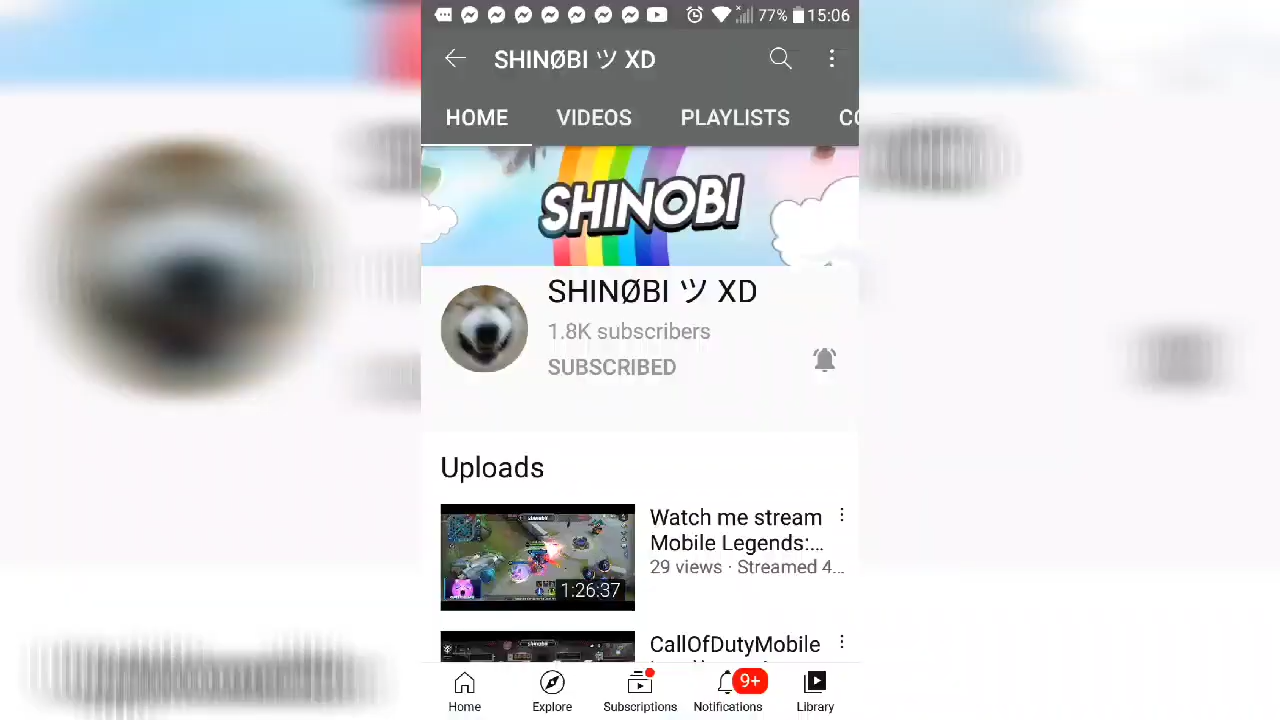 77% 15:06
SHINØBI ツ XD
HOME VIDEOS PLAYLISTS CO
SHINOBI
SHINØBI ツ XD
1.8K subscribers
SUBSCRIBED
Uploads
Watch me stream
Mobile Legends:...
29 views · Streamed 4...
1:26:37
CallOfDutyMobile
9+
Home Explore Subscriptions Notifications Library